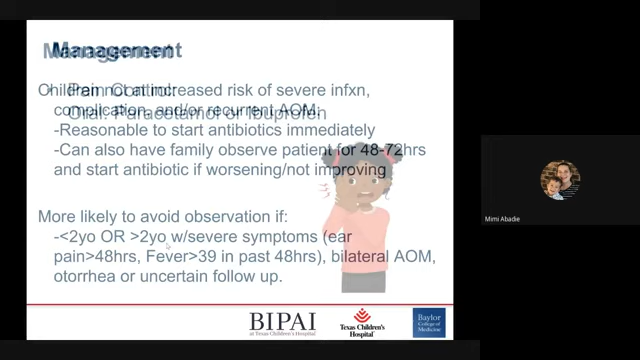 Management
Management
Children not at increased risk of severe infxn,
complication, and/or recurrent AOM:
-Reasonable to start antibiotics immediately
-Can also have family observe patient for 48-72hrs
and start antibiotic if worsening/not improving
Pain Control:
Oral: Paracetamol or Ibuprofen
More likely to avoid observation if:
-<2yo OR >2yo w/severe symptoms (ear
pain>48hrs, Fever>39 in past 48hrs), bilateral AOM,
otorrhea or uncertain follow up.
BIPAI
at Texas Children's Hospital
Texas Children's
Hospital
Baylor
College of
Medicine
Mimi Abadie